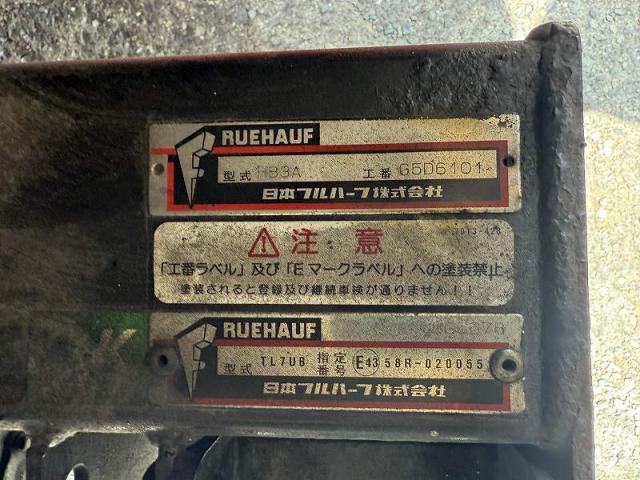 FRUEHAUF
型式 HB3A 工番 G5D6101
日本フルハーフ株式会社
⚠ 注意
「工番ラベル」及び「Eマークラベル」への塗装禁止
塗装されると登録及び継続車検が通りません!!
FRUEHAUF
型式 TL7UB 指定番号 E43 58R-020055
日本フルハーフ株式会社